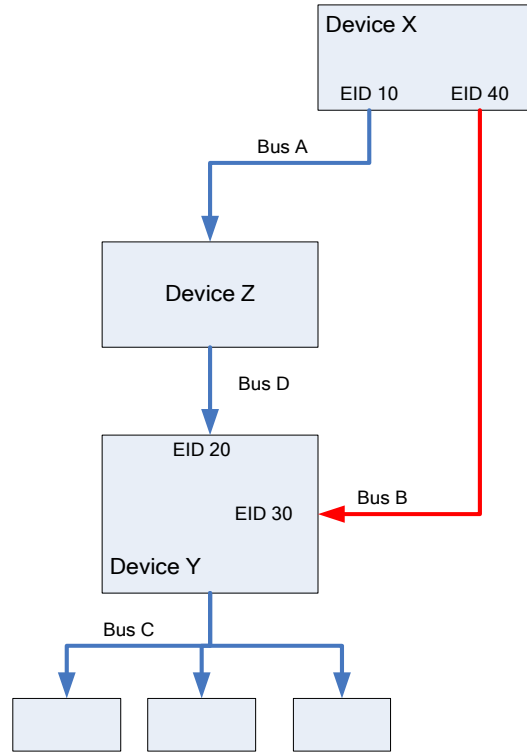 Device X
EID 10
EID 40
Bus A
Device Z
Bus D
EID 20
EID 30
Bus B
Device Y
Bus C